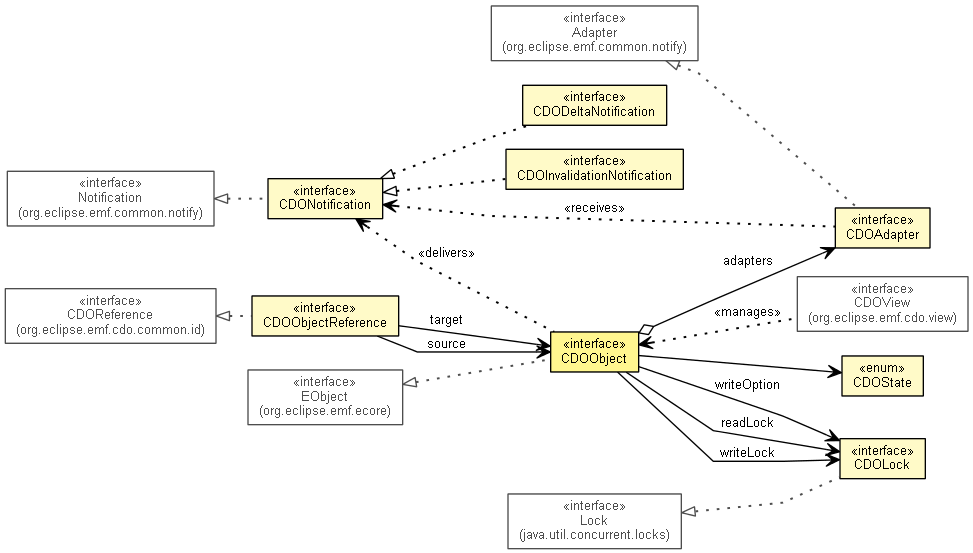 «interface»
Adapter
(org.eclipse.emf.common.notify)
«interface»
CDODeltaNotification
«interface»
CDOInvalidationNotification
«interface»
Notification
(org.eclipse.emf.common.notify)
«interface»
CDONotification
«receives»
«interface»
CDOAdapter
«delivers»
adapters
«interface»
CDOReference
(org.eclipse.emf.cdo.common.id)
«interface»
CDOObjectReference
target
source
«manages»
«interface»
CDOView
(org.eclipse.emf.cdo.view)
«interface»
CDOObject
«interface»
EObject
(org.eclipse.emf.ecore)
«enum»
CDOState
writeOption
readLock
writeLock
«interface»
CDOLock
«interface»
Lock
(java.util.concurrent.locks)